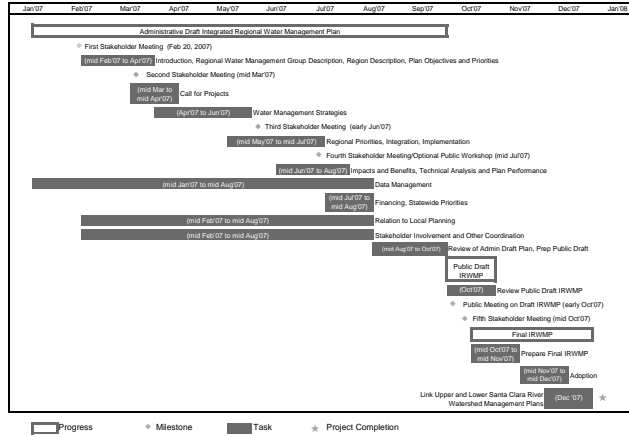 Jan'07 Feb'07 Mar'07 Apr'07 May'07 Jun'07 Jul'07 Aug'07 Sep'07 Oct'07 Nov'07 Dec'07 Jan'08
Administrative Draft Integrated Regional Water Management Plan
First Stakeholder Meeting (Feb 20, 2007)
(mid Feb'07 to Apr'07) Introduction, Regional Water Management Group Description, Region Description, Plan Objectives and Priorities
Second Stakeholder Meeting (mid Mar'07)
(mid Mar to
mid Apr'07) Call for Projects
(Apr'07 to Jun'07) Water Management Strategies
Third Stakeholder Meeting (early Jun'07)
(mid May'07 to mid Jul'07) Regional Priorities, Integration, Implementation
Fourth Stakeholder Meeting/Optional Public Workshop (mid Jul'07)
(mid Jun'07 to Aug'07) Impacts and Benefits, Technical Analysis and Plan Performance
(mid Jan'07 to mid Aug'07) Data Management
(mid Jul'07 to
mid Aug'07) Financing, Statewide Priorities
(mid Feb'07 to mid Aug'07) Relation to Local Planning
(mid Feb'07 to mid Aug'07) Stakeholder Involvement and Other Coordination
(mid Aug'07 to Oct'07) Review of Admin Draft Plan, Prep Public Draft
Public Draft
IRWMP
(Oct'07) Review Public Draft IRWMP
Public Meeting on Draft IRWMP (early Oct'07)
Fifth Stakeholder Meeting (mid Oct'07)
Final IRWMP
(mid Oct'07 to
mid Nov'07) Prepare Final IRWMP
(mid Nov'07 to
mid Dec'07) Adoption
Link Upper and Lower Santa Clara River
Watershed Management Plans (Dec '07)
Progress Milestone Task Project Completion